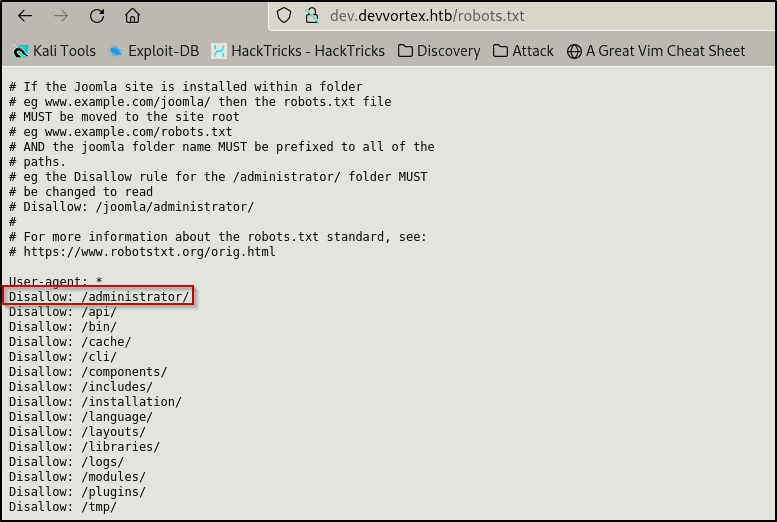 dev.devvortex.htb/robots.txt
Kali Tools Exploit-DB HackTricks - HackTricks Discovery Attack A Great Vim Cheat Sheet
# If the Joomla site is installed within a folder
# eg www.example.com/joomla/ then the robots.txt file
# MUST be moved to the site root
# eg www.example.com/robots.txt
# AND the joomla folder name MUST be prefixed to all of the
# paths.
# eg the Disallow rule for the /administrator/ folder MUST
# be changed to read
# Disallow: /joomla/administrator/
#
# For more information about the robots.txt standard, see:
# https://www.robotstxt.org/orig.html
User-agent: *
Disallow: /administrator/
Disallow: /api/
Disallow: /bin/
Disallow: /cache/
Disallow: /cli/
Disallow: /components/
Disallow: /includes/
Disallow: /installation/
Disallow: /language/
Disallow: /layouts/
Disallow: /libraries/
Disallow: /logs/
Disallow: /modules/
Disallow: /plugins/
Disallow: /tmp/